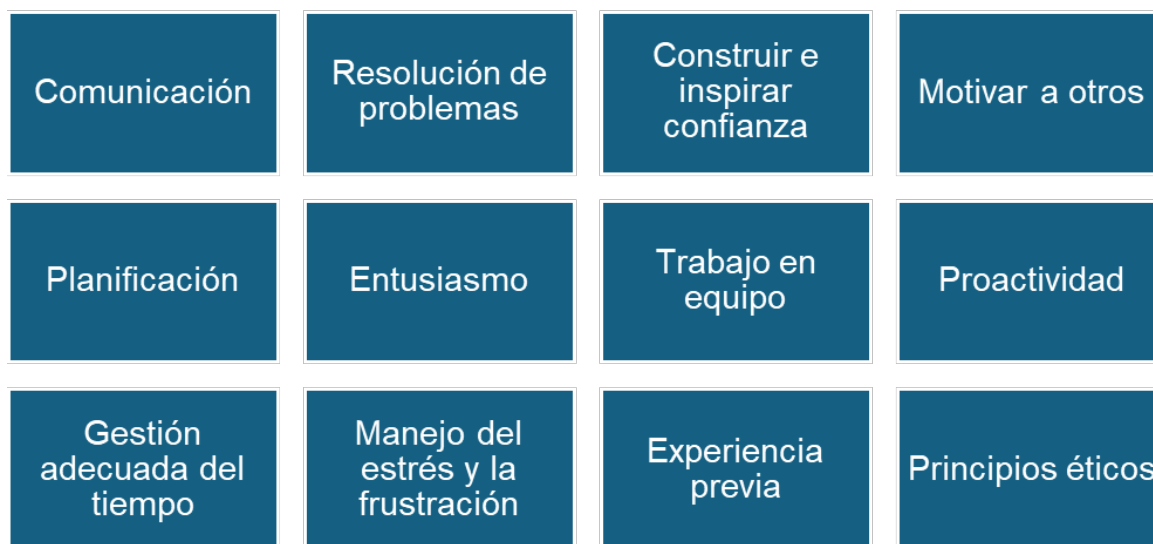 Comunicación
Resolución de
problemas
Construir e
inspirar
confianza
Motivar a otros
Planificación
Entusiasmo
Trabajo en
equipo
Proactividad
Gestión
adecuada del
tiempo
Manejo del
estrés y la
frustración
Experiencia
previa
Principios éticos